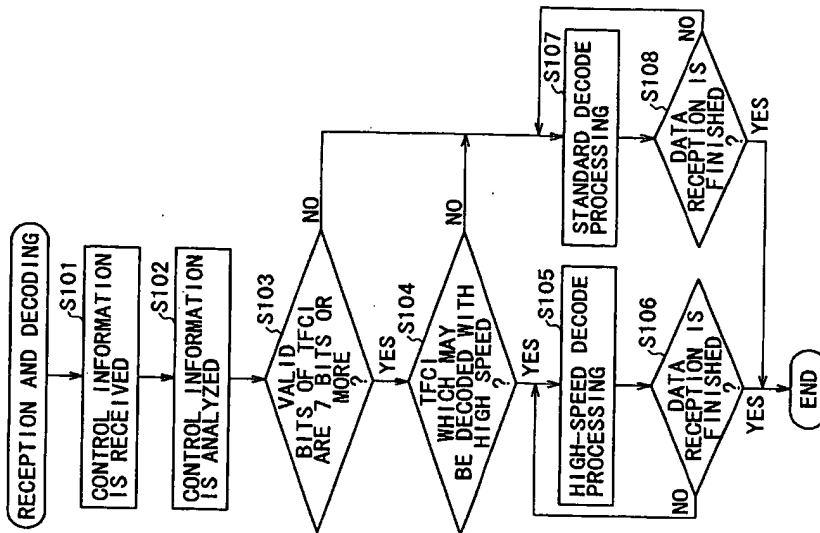 RECEPTION AND DECODING
S101
CONTROL INFORMATION
IS RECEIVED
S102
CONTROL INFORMATION
IS ANALYZED
S103
VALID
BITS OF TFCI
ARE 7 BITS OR
MORE
?
NO
YES
S104
TFCI
WHICH MAY
BE DECODED WITH
HIGH SPEED
?
NO
YES
S105
HIGH-SPEED DECODE
PROCESSING
S106
DATA
RECEPTION IS
FINISHED
?
NO
YES
S107
STANDARD DECODE
PROCESSING
S108
DATA
RECEPTION IS
FINISHED
?
NO
YES
END